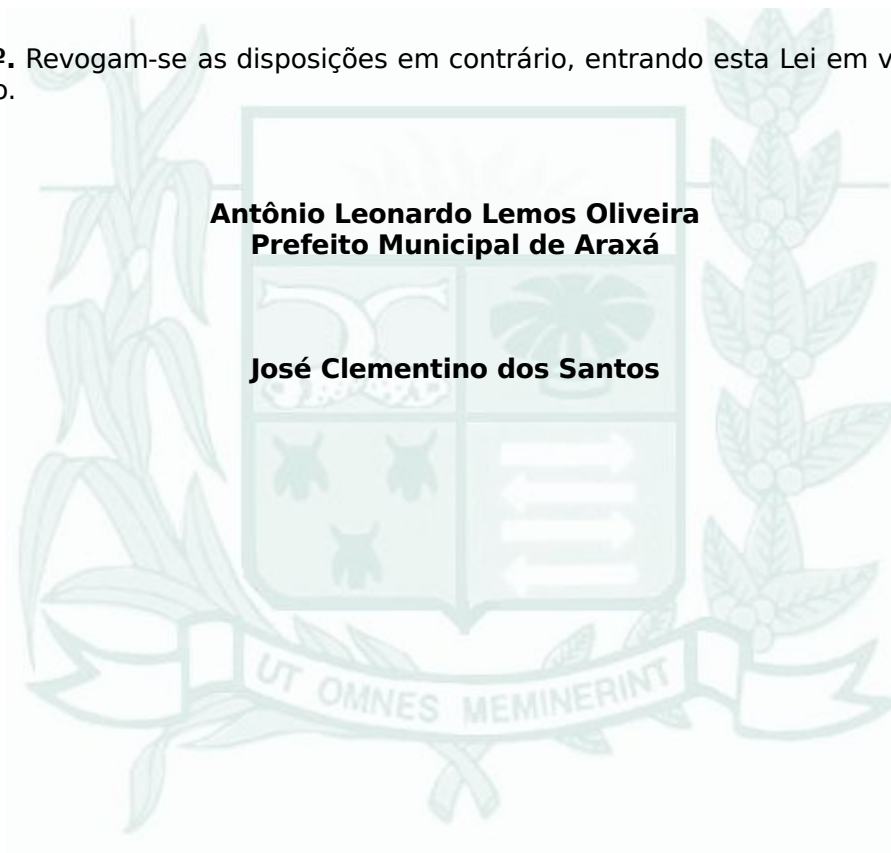 º. Revogam-se as disposições em contrário, entrando esta Lei em v
o.
Antônio Leonardo Lemos Oliveira
Prefeito Municipal de Araxá
José Clementino dos Santos
UT OMNES MEMINERINT